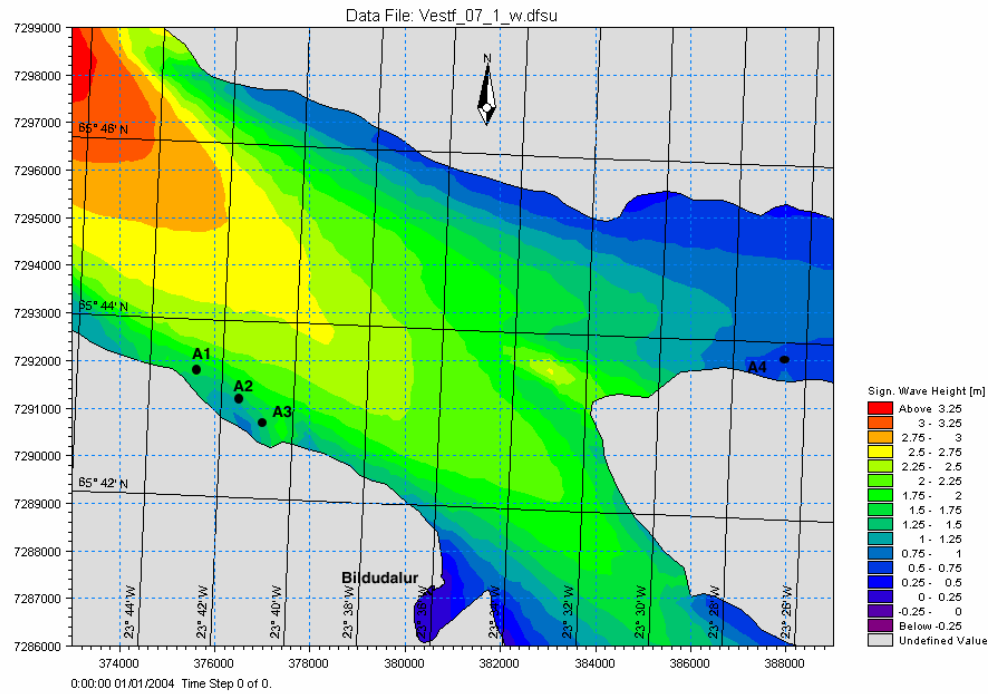 Data File: Vestf_07_1_w.dfsu
7299000
7298000
7297000
7296000
7295000
7294000
7293000
7292000
7291000
7290000
7289000
7288000
7287000
7286000
N
65° 46' N
65° 44' N
65° 42' N
A1
A2
A3
A4
Bildudalur
23° 44' W
23° 42' W
23° 40' W
23° 38' W
23° 36' W
23° 34' W
23° 32' W
23° 30' W
23° 28' W
23° 26' W
374000 376000 378000 380000 382000 384000 386000 388000
0:00:00 01/01/2004 Time Step 0 of 0.
Sign. Wave Height [m]
Above 3.25
3 - 3.25
2.75 - 3
2.5 - 2.75
2.25 - 2.5
2 - 2.25
1.75 - 2
1.5 - 1.75
1.25 - 1.5
1 - 1.25
0.75 - 1
0.5 - 0.75
0.25 - 0.5
0 - 0.25
-0.25 - 0
Below -0.25
Undefined Value